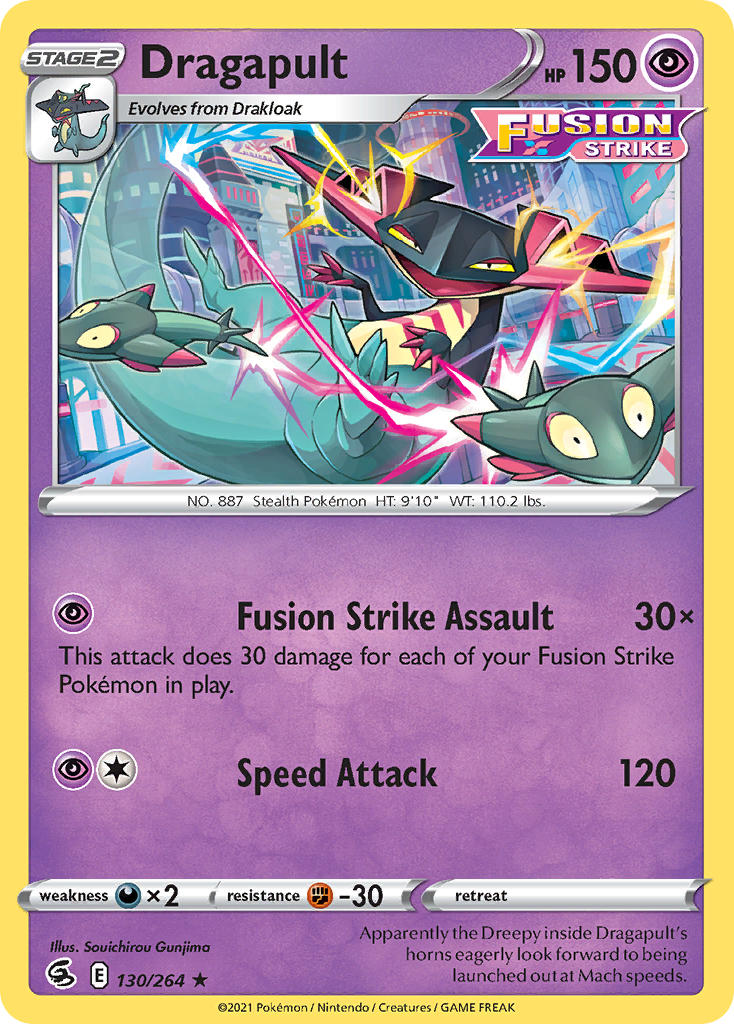 STAGE 2
Dragapult
HP 150
Evolves from Drakloak
FUSION
STRIKE
NO. 887 Stealth Pokémon HT: 9'10" WT: 110.2 lbs.
Fusion Strike Assault 30×
This attack does 30 damage for each of your Fusion Strike
Pokémon in play.
Speed Attack 120
weakness ×2 resistance -30 retreat
Illus. Souichirou Gunjima
Apparently the Dreepy inside Dragapult's
horns eagerly look forward to being
launched out at Mach speeds.
E 130/264 ★
©2021 Pokémon / Nintendo / Creatures / GAME FREAK